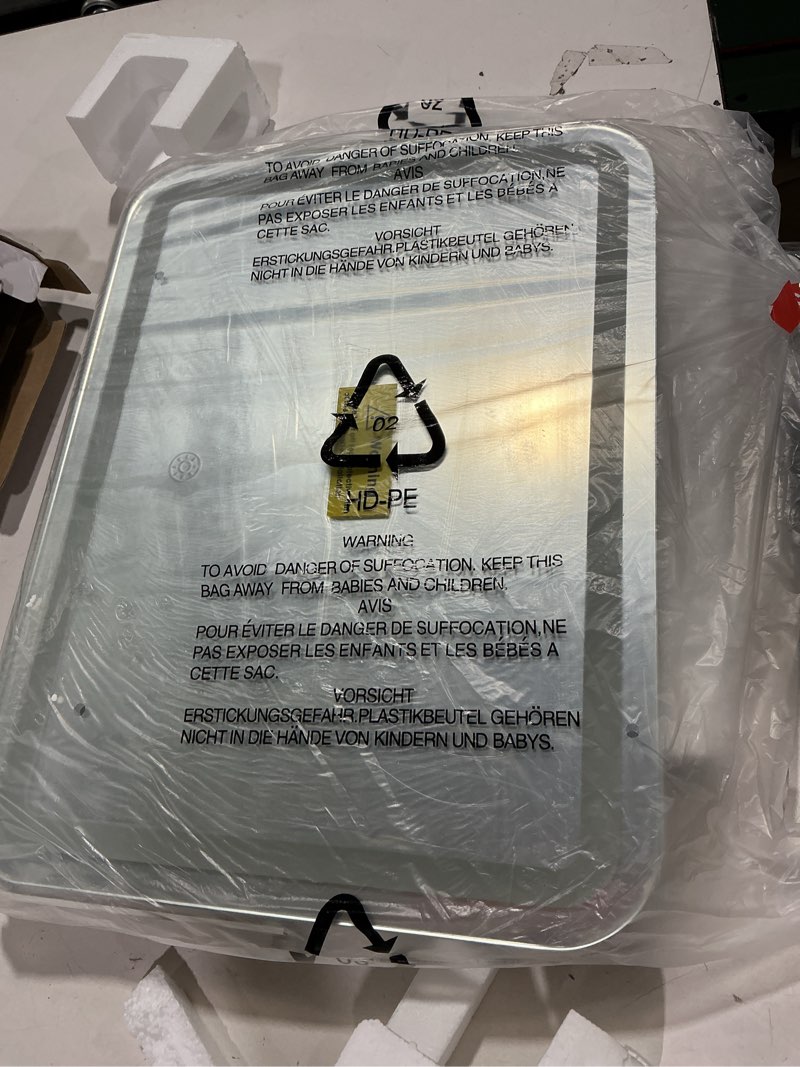 02
HD-PE
TO AVOID DANGER OF SUFFOCATION, KEEP THIS
BAG AWAY FROM BABIES AND CHILDREN.
AVIS
POUR ÉVITER LE DANGER DE SUFFOCATION,NE
PAS EXPOSER LES ENFANTS ET LES BÉBÉS À
CETTE SAC.
VORSICHT
ERSTICKUNGSGEFAHR.PLASTIKBEUTEL GEHÖREN
NICHT IN DIE HÄNDE VON KINDERN UND BABYS.
02
Warning
HD-PE
WARNING
TO AVOID DANGER OF SUFFOCATION, KEEP THIS
BAG AWAY FROM BABIES AND CHILDREN.
AVIS
POUR ÉVITER LE DANGER DE SUFFOCATION,NE
PAS EXPOSER LES ENFANTS ET LES BÉBÉS À
CETTE SAC.
VORSICHT
ERSTICKUNGSGEFAHR.PLASTIKBEUTEL GEHÖREN
NICHT IN DIE HÄNDE VON KINDERN UND BABYS.